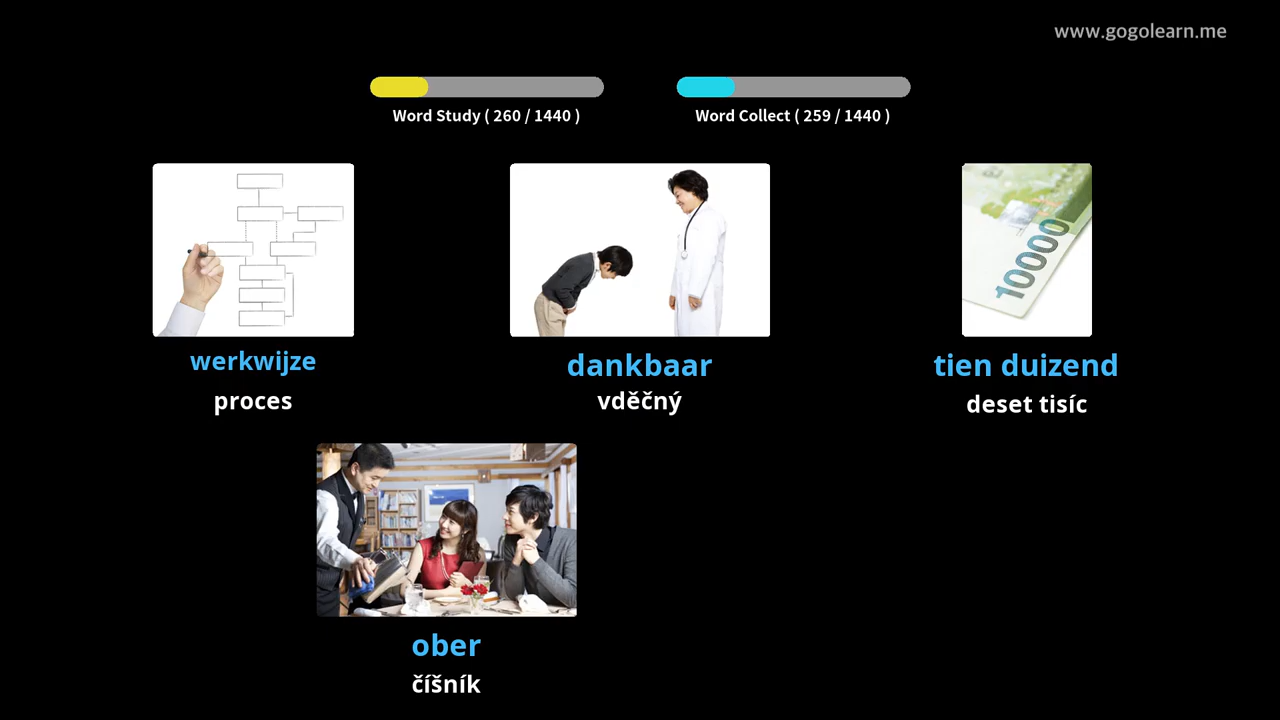 www.gogolearn.me
Word Study ( 260 / 1440 )
Word Collect ( 259 / 1440 )
10000
werkwijze
dankbaar
tien duizend
proces
vděčný
deset tisíc
ober
číšník